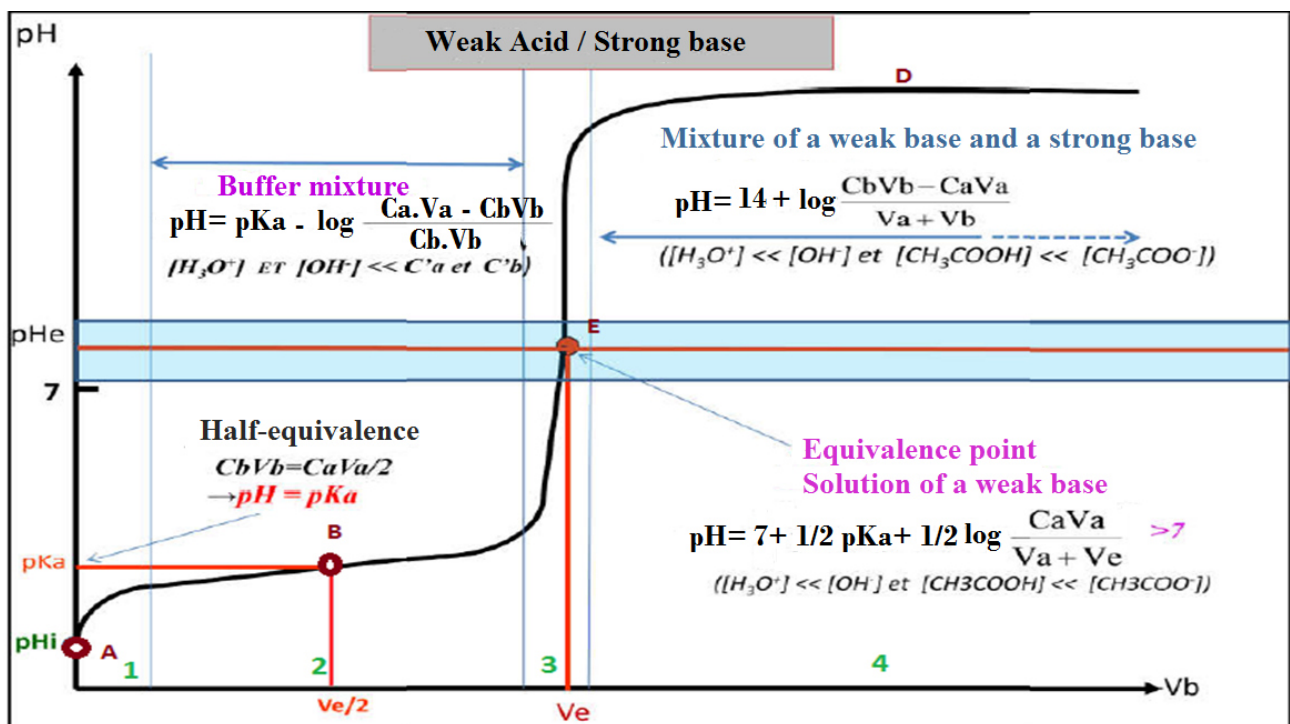 pH
Weak Acid / Strong base
D
Mixture of a weak base and a strong base
Buffer mixture
pH= pKa - log (Ca.Va - CbVb)/(Cb.Vb)
[H₃O⁺] ET [OH-] << C'a et C'b)
pH= 14 + log (CbVb – CaVa)/(Va + Vb)
([H₃O⁺] << [OH-] et [CH₃COOH] << [CH₃COO-])
pHe
E
7
Half-equivalence
CbVb=CaVa/2
→pH = pKa
Equivalence point
Solution of a weak base
pH= 7+ 1/2 pKa+ 1/2 log (CaVa)/(Va + Ve) >7
([H₃O⁺] << [OH-] et [CH3COOH] << [CH3COO-])
B
pKa
pHi
A
1
2
3
4
Ve/2
Ve
Vb